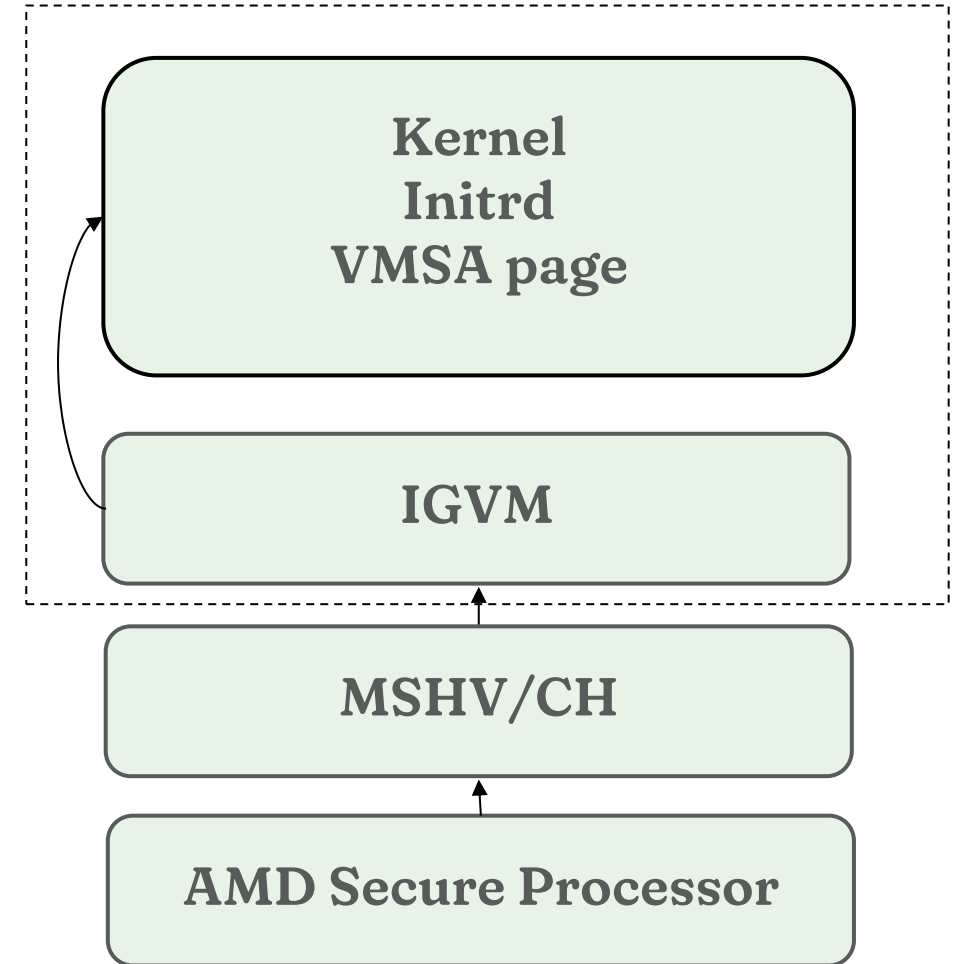 Kernel
Initrd
VMSA page
IGVM
MSHV/CH
AMD Secure Processor